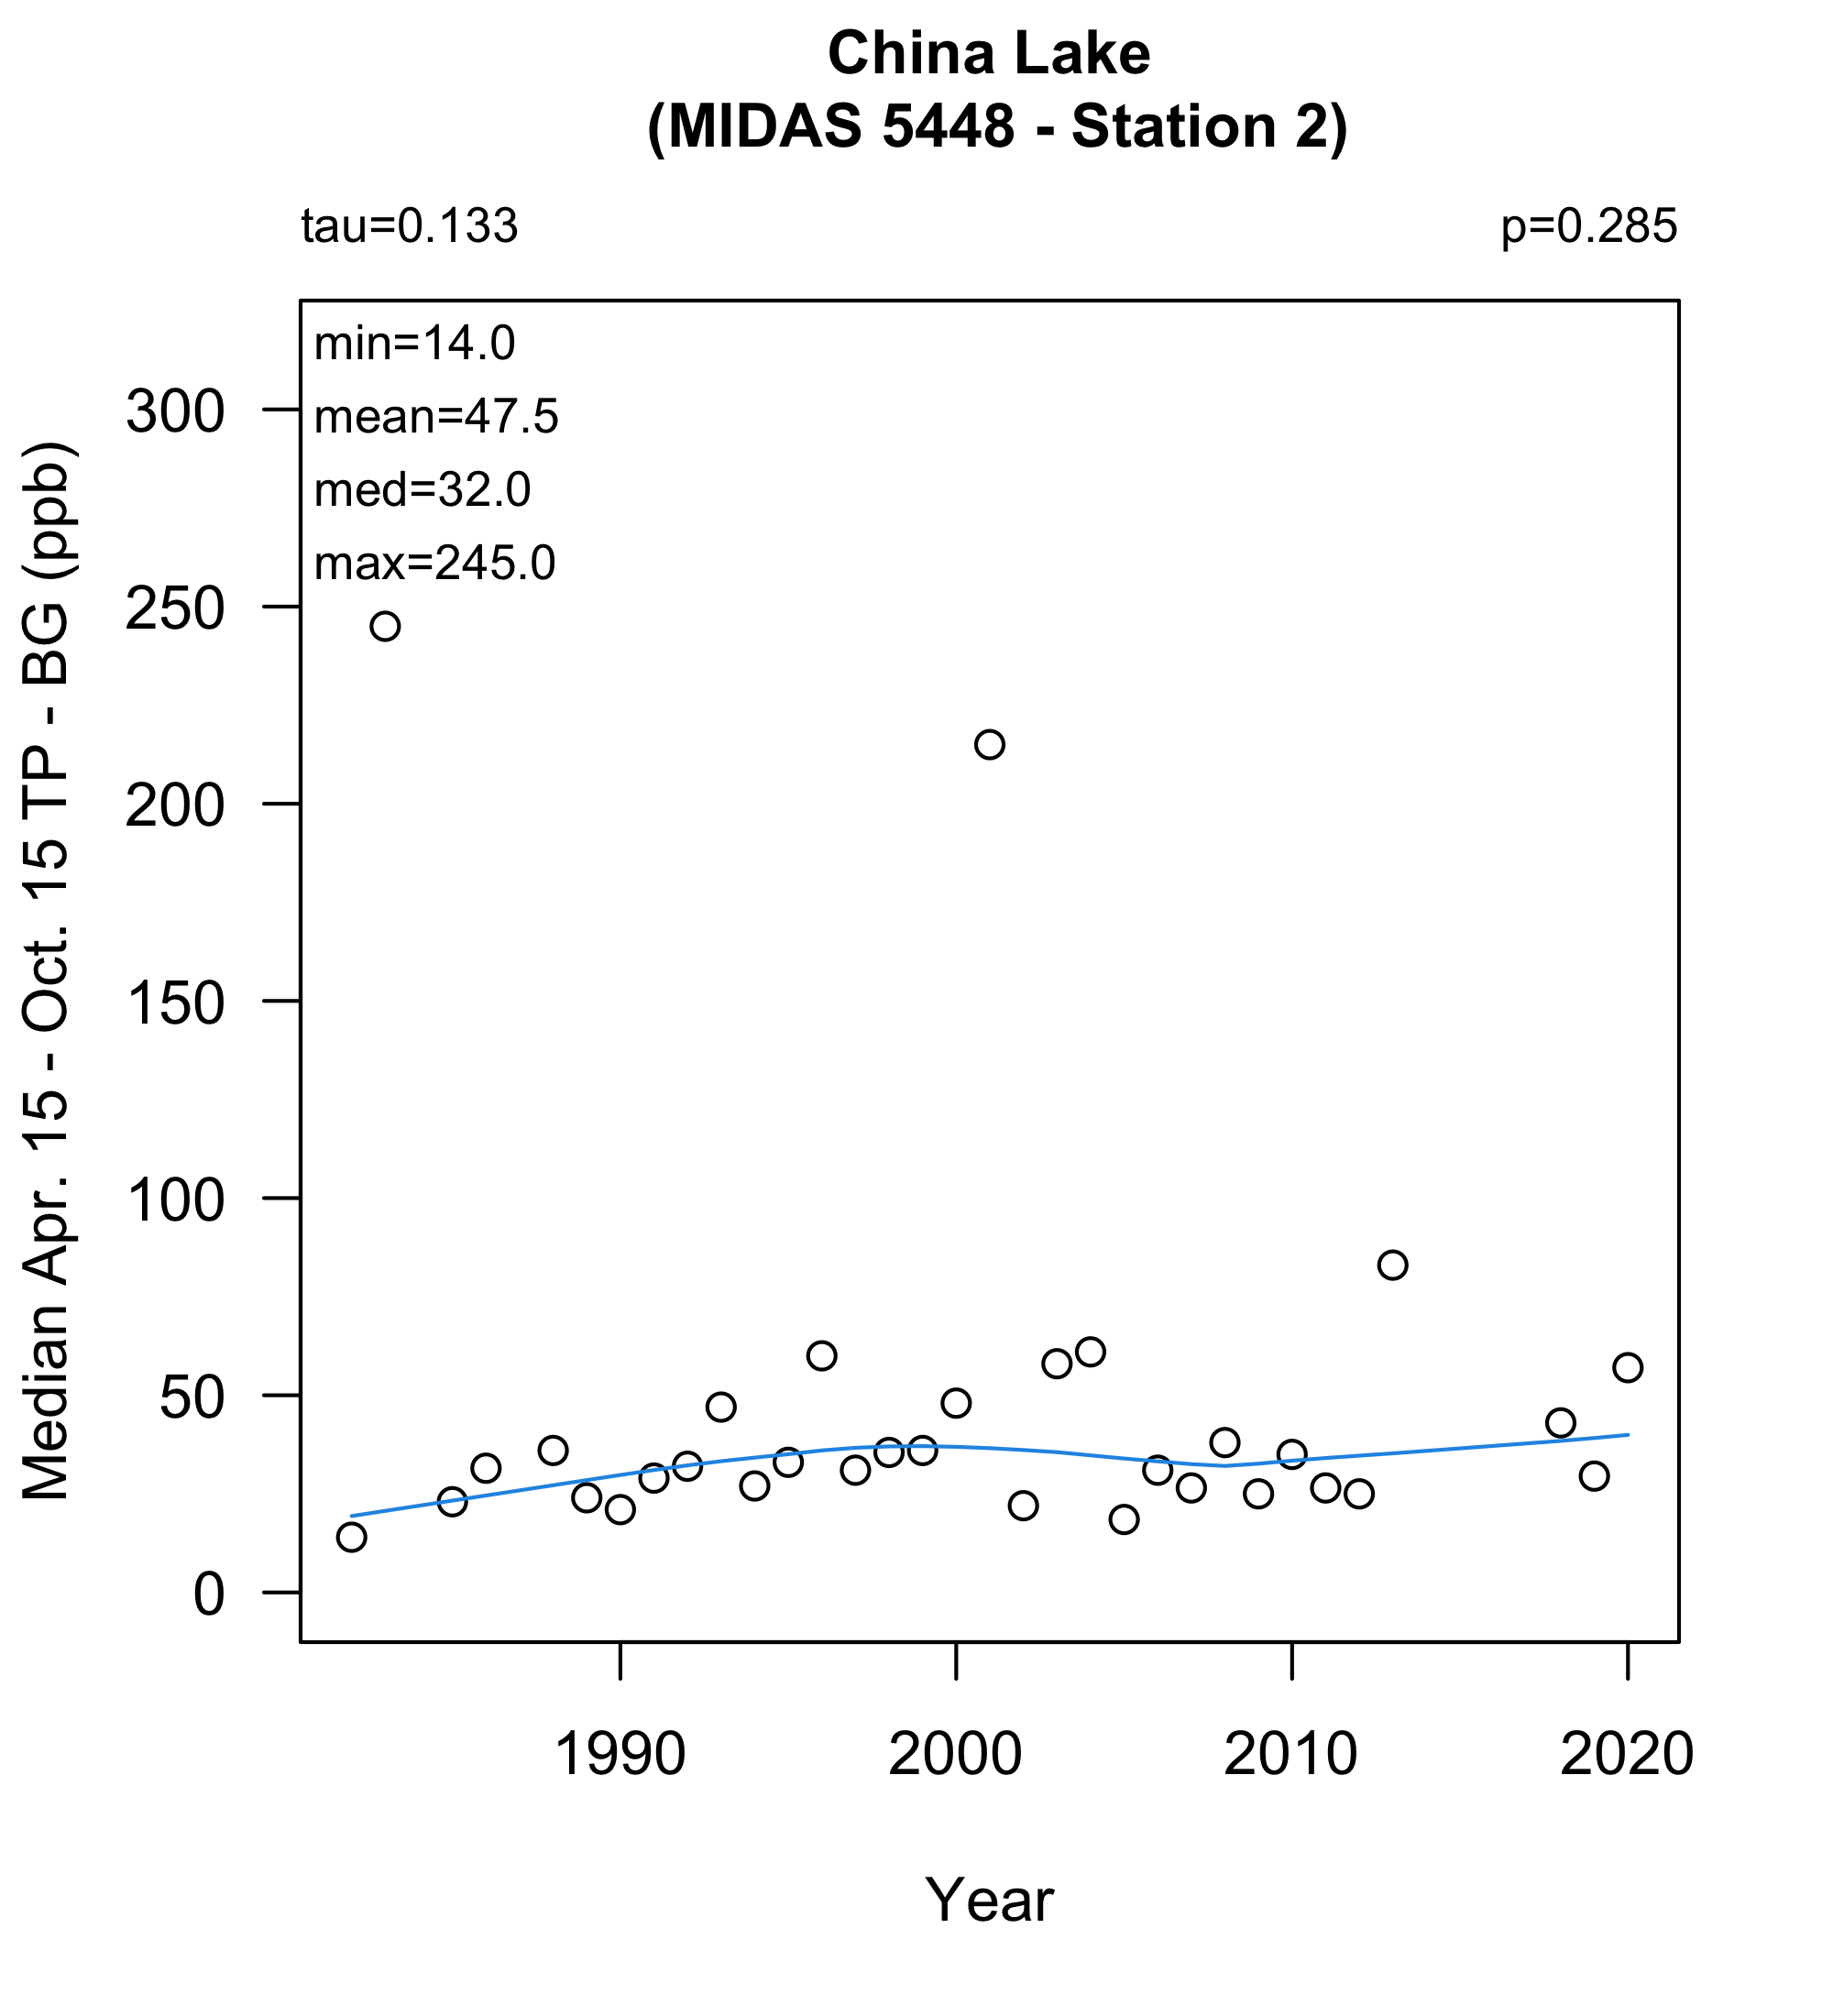 China Lake
(MIDAS 5448 - Station 2)
tau=0.133
p=0.285
min=14.0
mean=47.5
med=32.0
max=245.0
Median Apr. 15 - Oct. 15 TP - BG (ppb)
300
250
200
150
100
50
0
1990
2000
2010
2020
Year